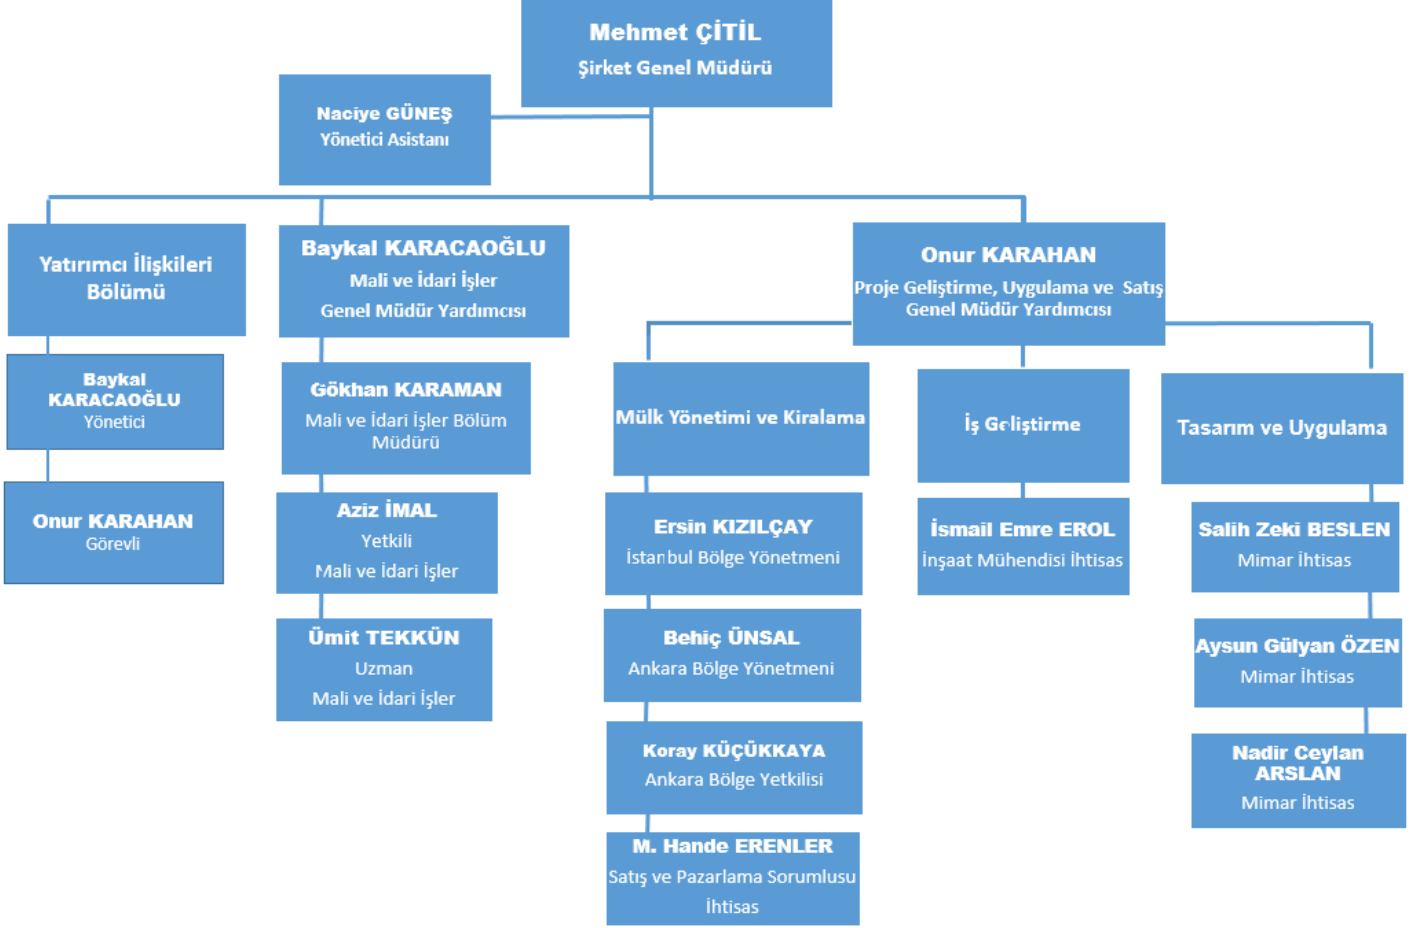 Mehmet ÇİTİL
Şirket Genel Müdürü
Naciye GÜNEŞ
Yönetici Asistanı
Yatırımcı İlişkileri
Bölümü
Baykal
KARACAOĞLU
Yönetici
Onur KARAHAN
Görevli
Baykal KARACAOĞLU
Mali ve İdari İşler
Genel Müdür Yardımcısı
Gökhan KARAMAN
Mali ve İdari İşler Bölüm
Müdürü
Aziz İMAL
Yetkili
Mali ve İdari İşler
Ümit TEKKÜN
Uzman
Mali ve İdari İşler
Onur KARAHAN
Proje Geliştirme, Uygulama ve Satış
Genel Müdür Yardımcısı
Mülk Yönetimi ve Kiralama
Ersin KIZILÇAY
İstanbul Bölge Yönetmeni
Behiç ÜNSAL
Ankara Bölge Yönetmeni
Koray KÜÇÜKKAYA
Ankara Bölge Yetkilisi
M. Hande ERENLER
Satış ve Pazarlama Sorumlusu
İhtisas
İş Geliştirme
İsmail Emre EROL
İnşaat Mühendisi İhtisas
Tasarım ve Uygulama
Salih Zeki BESLEN
Mimar İhtisas
Aysun Gülyan ÖZEN
Mimar İhtisas
Nadir Ceylan
ARSLAN
Mimar İhtisas